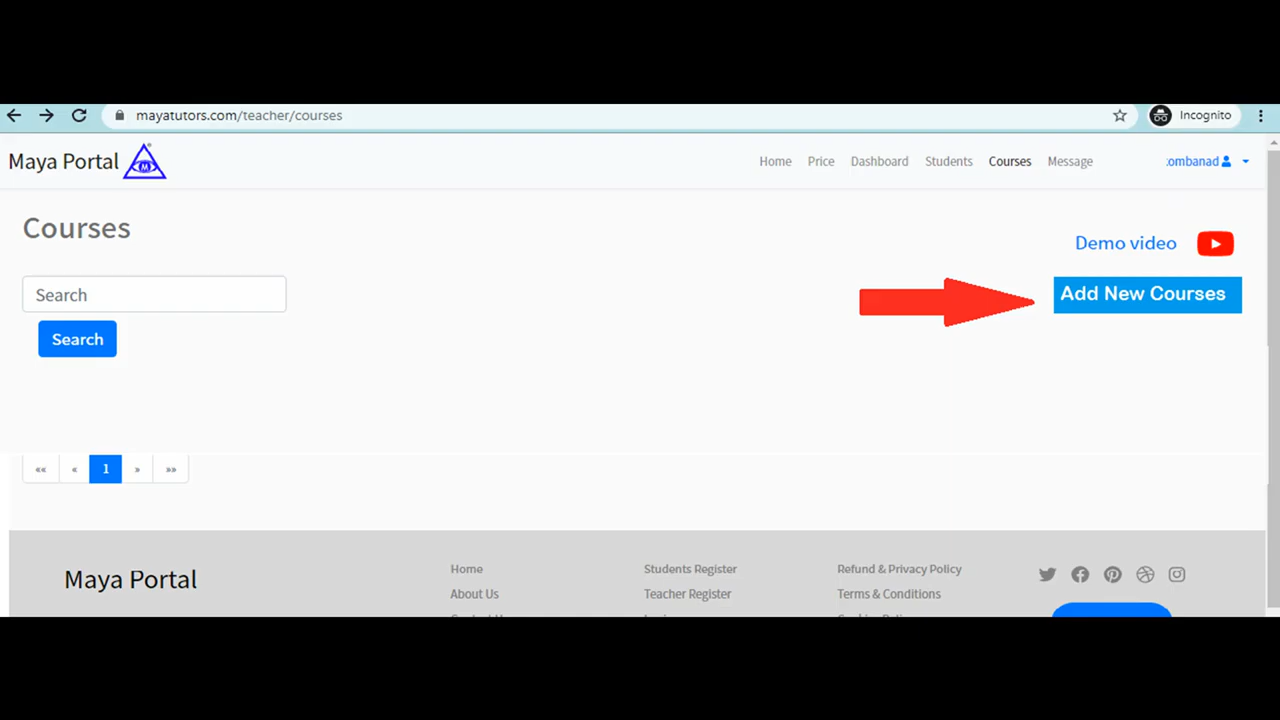 mayatutors.com/teacher/courses
Incognito
Maya Portal
M
Home Price Dashboard Students Courses Message
:ombanad
Courses
Demo video
Search
Add New Courses
Search
«« « 1 » »»
Maya Portal
Home
Students Register
Refund & Privacy Policy
About Us
Teacher Register
Terms & Conditions